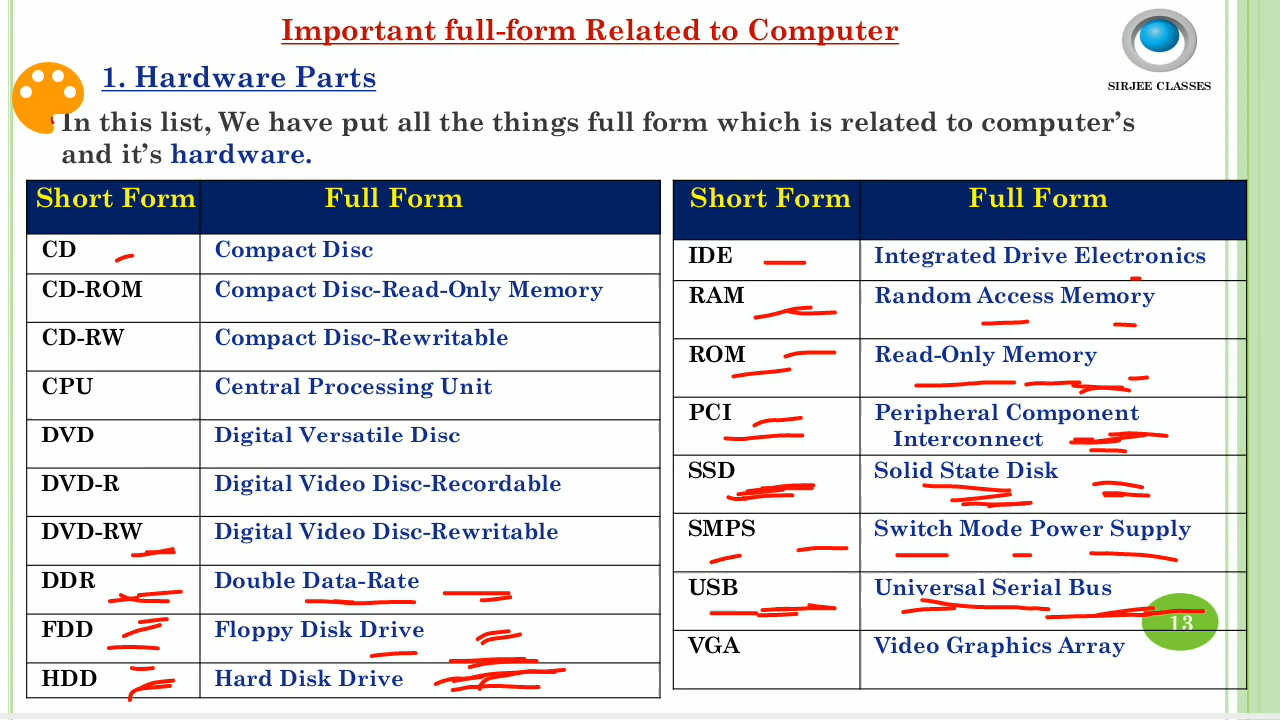 Important full-form Related to Computer
SIRJEE CLASSES
1. Hardware Parts
In this list, We have put all the things full form which is related to computer's
and it's hardware.
Short Form Full Form
CD Compact Disc
CD-ROM Compact Disc-Read-Only Memory
CD-RW Compact Disc-Rewritable
CPU Central Processing Unit
DVD Digital Versatile Disc
DVD-R Digital Video Disc-Recordable
DVD-RW Digital Video Disc-Rewritable
DDR Double Data-Rate
FDD Floppy Disk Drive
HDD Hard Disk Drive
Short Form Full Form
IDE Integrated Drive Electronics
RAM Random Access Memory
ROM Read-Only Memory
PCI Peripheral Component
Interconnect
SSD Solid State Disk
SMPS Switch Mode Power Supply
USB Universal Serial Bus
VGA Video Graphics Array
13